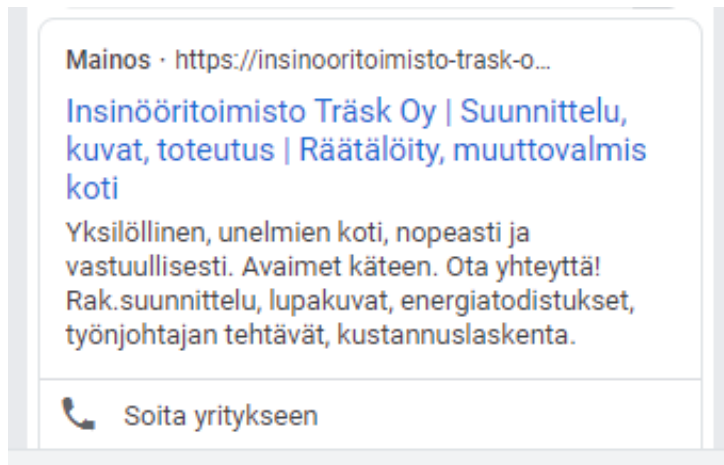 Mainos · https://insinooritoimisto-trask-o...
Insinööritoimisto Träsk Oy | Suunnittelu,
kuvat, toteutus | Räätälöity, muuttovalmis
koti
Yksilöllinen, unelmien koti, nopeasti ja
vastuullisesti. Avaimet käteen. Ota yhteyttä!
Rak.suunnittelu, lupakuvat, energiatodistukset,
työnjohtajan tehtävät, kustannuslaskenta.
Soita yritykseen